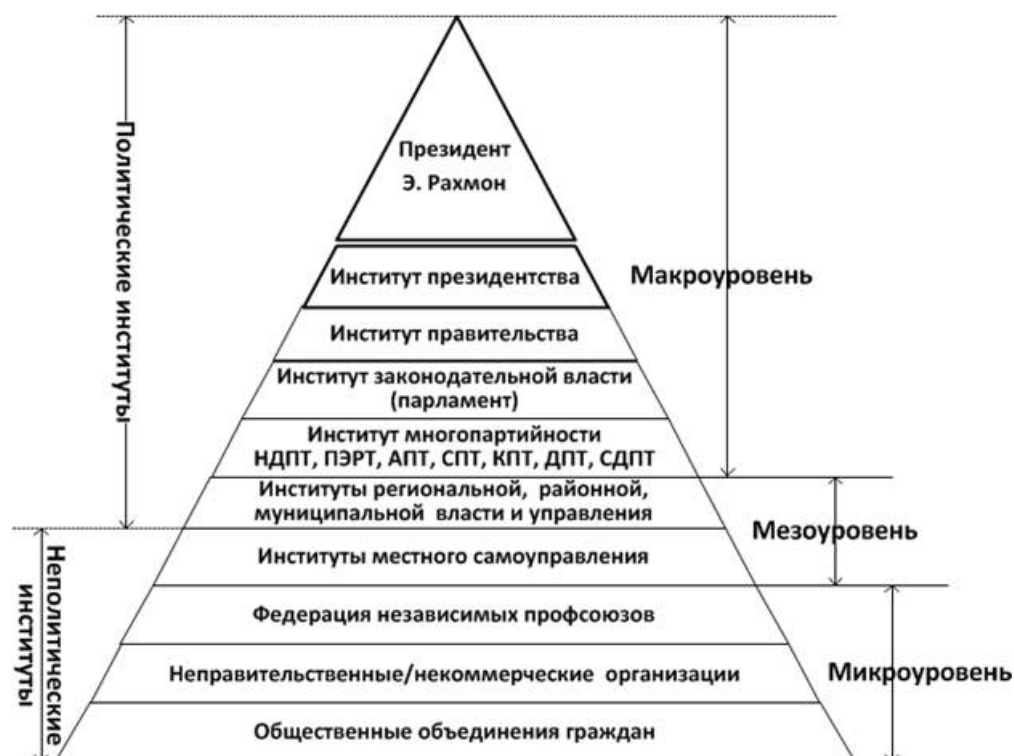 Политические институты
Президент
Э. Рахмон
Макроуровень
Институт президентства
Институт правительства
Институт законодательной власти
(парламент)
Институт многопартийности
НДПТ, ПЭРТ, АПТ, СПТ, КПТ, ДПТ, СДПТ
Институты региональной, районной,
муниципальной власти и управления
Мезоуровень
Институты местного самоуправления
Неполитические
институты
Федерация независимых профсоюзов
Неправительственные/некоммерческие организации
Микроуровень
Общественные объединения граждан